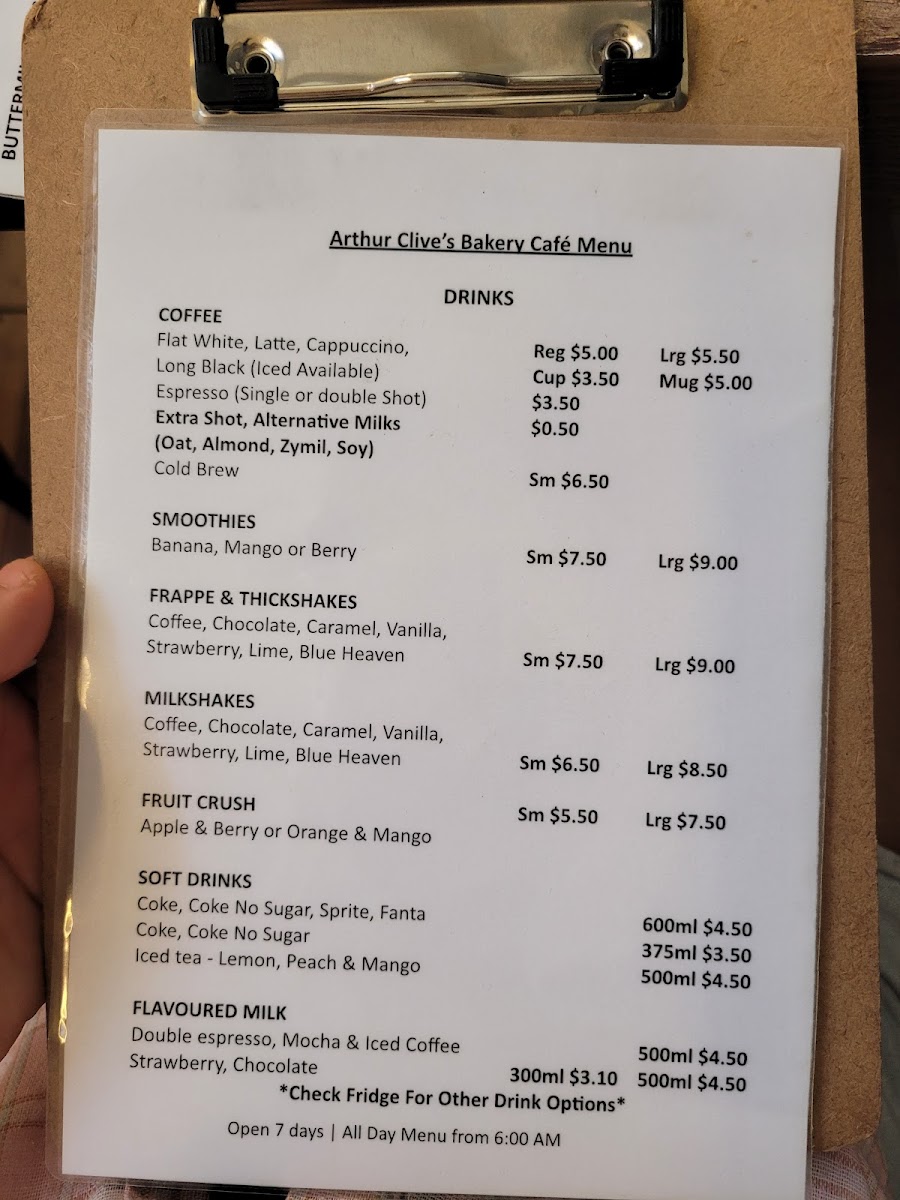 BUTTERMI
Arthur Clive's Bakery Café Menu
DRINKS
COFFEE
Flat White, Latte, Cappuccino, Reg $5.00 Lrg $5.50
Long Black (Iced Available) Cup $3.50 Mug $5.00
Espresso (Single or double Shot) $3.50
Extra Shot, Alternative Milks $0.50
(Oat, Almond, Zymil, Soy)
Cold Brew Sm $6.50
SMOOTHIES
Banana, Mango or Berry Sm $7.50 Lrg $9.00
FRAPPE & THICKSHAKES
Coffee, Chocolate, Caramel, Vanilla,
Strawberry, Lime, Blue Heaven Sm $7.50 Lrg $9.00
MILKSHAKES
Coffee, Chocolate, Caramel, Vanilla,
Strawberry, Lime, Blue Heaven Sm $6.50 Lrg $8.50
FRUIT CRUSH Sm $5.50 Lrg $7.50
Apple & Berry or Orange & Mango
SOFT DRINKS
Coke, Coke No Sugar, Sprite, Fanta 600ml $4.50
Coke, Coke No Sugar 375ml $3.50
Iced tea - Lemon, Peach & Mango 500ml $4.50
FLAVOURED MILK
Double espresso, Mocha & Iced Coffee 500ml $4.50
Strawberry, Chocolate 300ml $3.10 500ml $4.50
*Check Fridge For Other Drink Options*
Open 7 days | All Day Menu from 6:00 AM